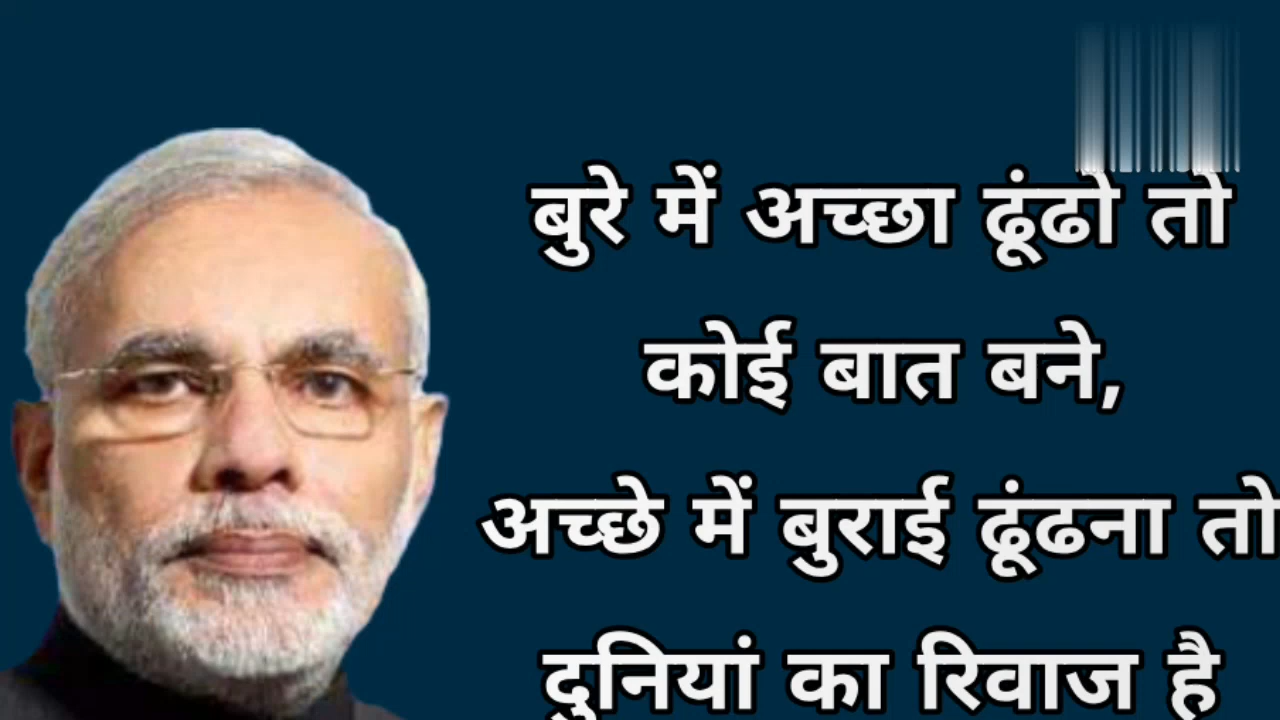 बुरे में अच्छा ढूंढो तो
कोई बात बने,
अच्छे में बुराई ढूंढना तो
दुनियां का रिवाज है